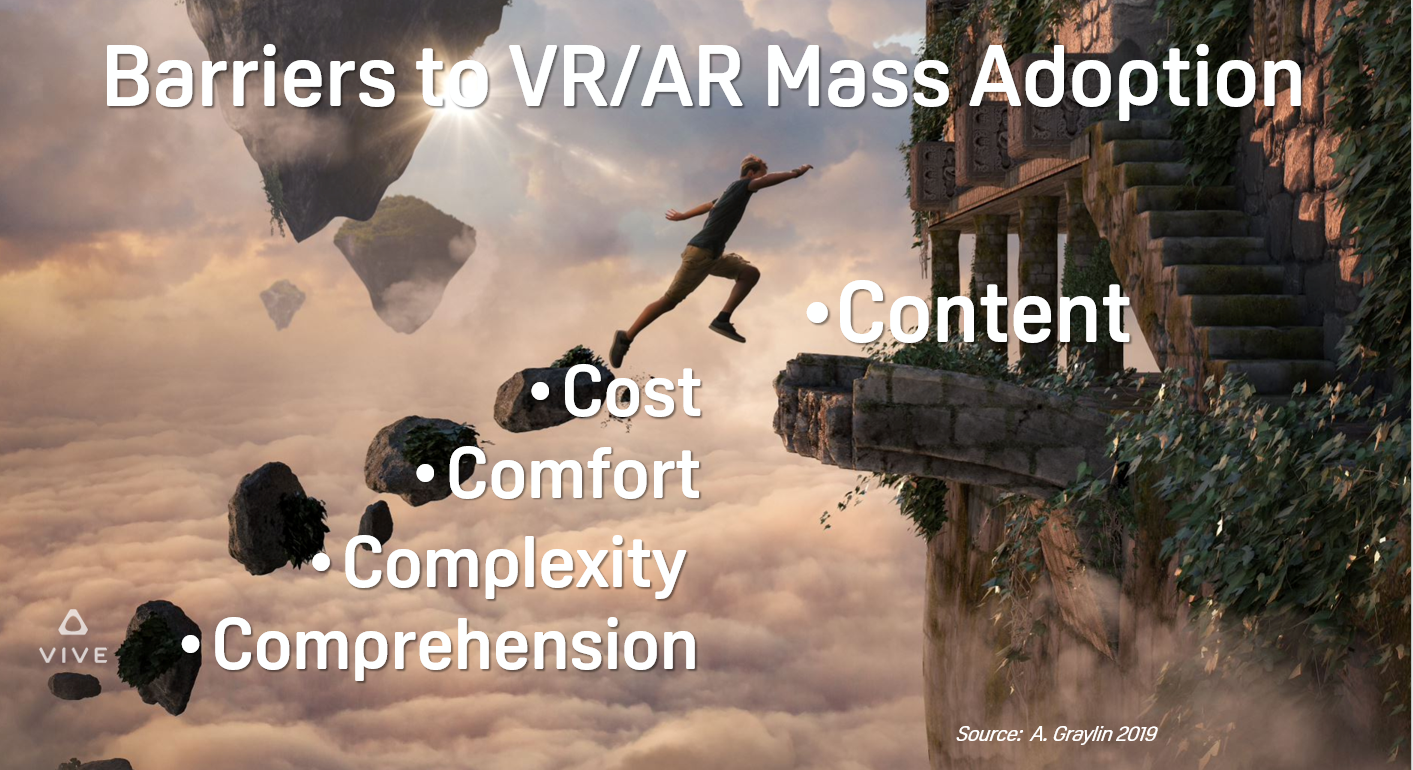 Barriers to VR/AR Mass Adoption
•Content
•Cost
•Comfort
•Complexity
•Comprehension
VIVE
Source: A. Graylin 2019